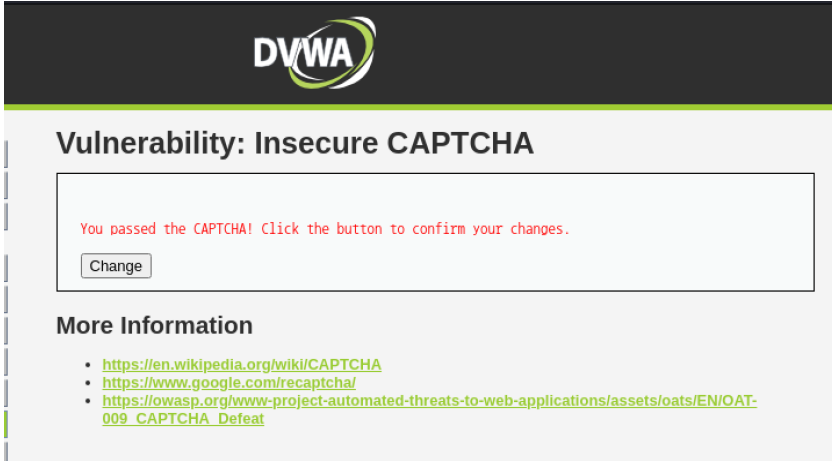 DVWA
Vulnerability: Insecure CAPTCHA
You passed the CAPTCHA! Click the button to confirm your changes.
Change
More Information
https://en.wikipedia.org/wiki/CAPTCHA
https://www.google.com/recaptcha/
https://owasp.org/www-project-automated-threats-to-web-applications/assets/oats/EN/OAT-
009_CAPTCHA_Defeat